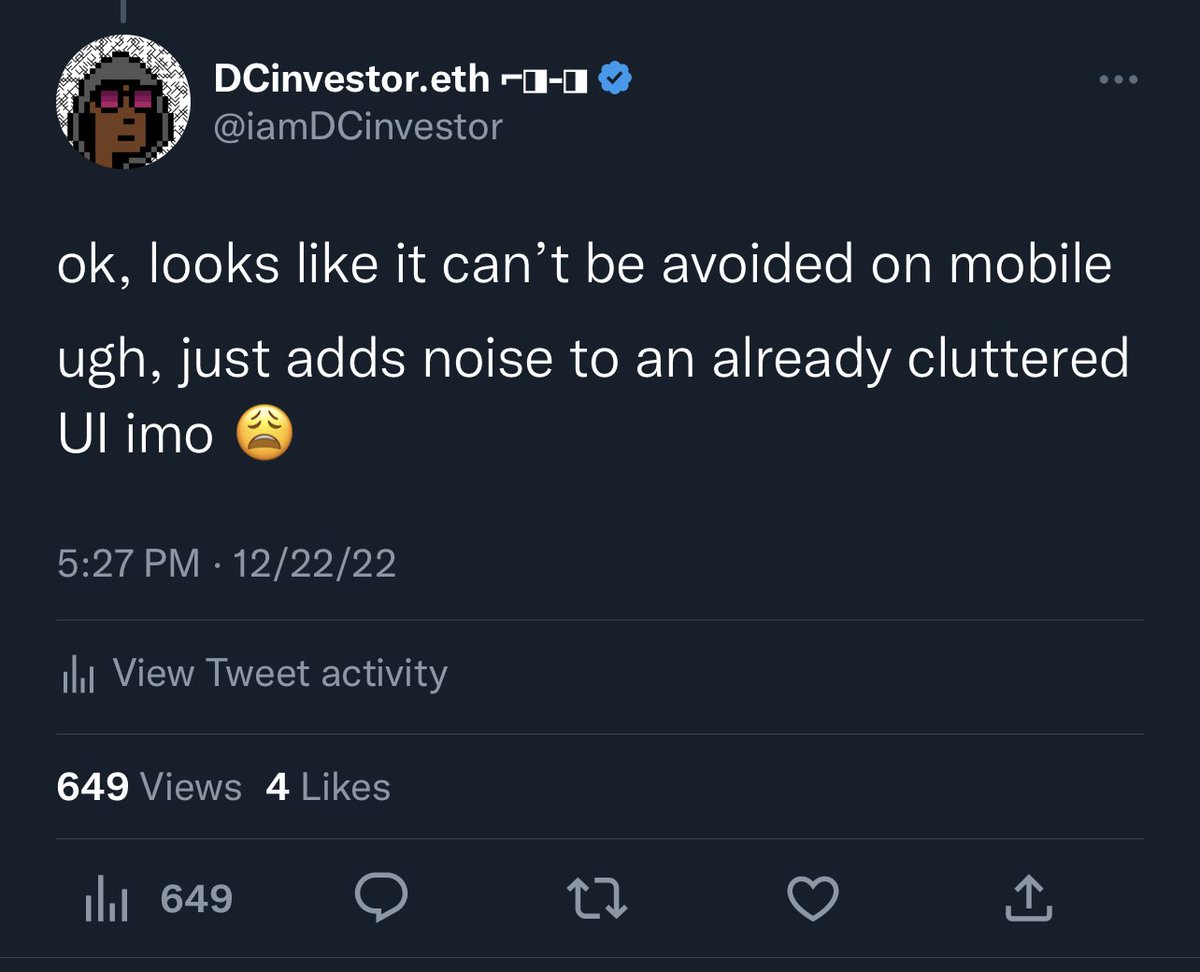 DCinvestor.eth ⌐◨-◨
@iamDCinvestor
ok, looks like it can’t be avoided on mobile
ugh, just adds noise to an already cluttered
UI imo 😩
5:27 PM · 12/22/22
View Tweet activity
649 Views 4 Likes
649